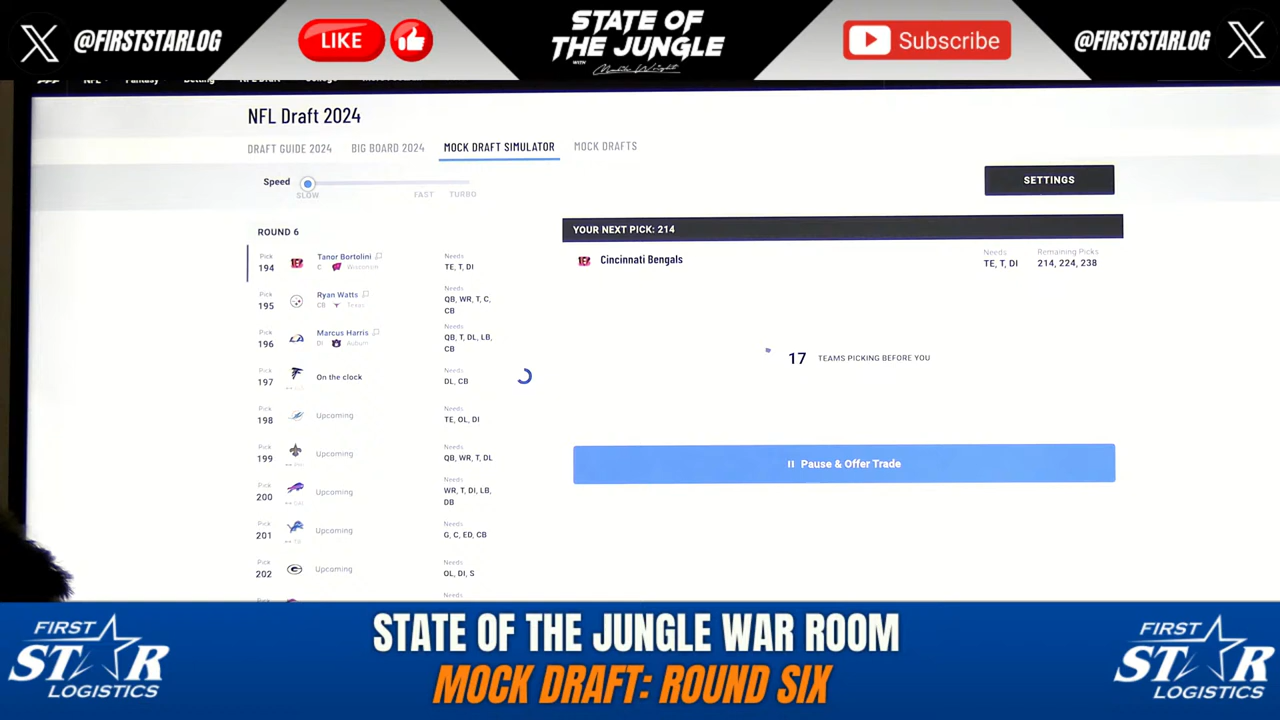 @FIRSTSTARLOG
LIKE
STATE OF
THE JUNGLE
WITH
Subscribe
@FIRSTSTARLOG
NFL Draft 2024
DRAFT GUIDE 2024
BIG BOARD 2024
MOCK DRAFT SIMULATOR
MOCK DRAFTS
Speed
SLOW
FAST
TURBO
SETTINGS
ROUND 6
YOUR NEXT PICK: 214
Cincinnati Bengals
Needs
TE, T, DI
Remaining Picks
214, 224, 238
17 TEAMS PICKING BEFORE YOU
Pause & Offer Trade
Pick
194
Tanor Bortolini
C Wisconsin
Needs
TE, T, DI
Pick
195
Ryan Watts
CB Texas
Needs
QB, WR, T, C,
CB
Pick
196
Marcus Harris
DI Auburn
Needs
QB, T, DL, LB,
CB
Pick
197
On the clock
Needs
DL, CB
Pick
198
Upcoming
Needs
TE, OL, DI
Pick
199
Upcoming
Needs
QB, WR, T, DL
Pick
200
Upcoming
Needs
WR, T, DI, LB,
DB
Pick
201
Upcoming
Needs
G, C, ED, CB
Pick
202
Upcoming
Needs
OL, DI, S
Needs
FIRST
STAR
LOGISTICS
STATE OF THE JUNGLE WAR ROOM
MOCK DRAFT: ROUND SIX
FIRST
STAR
LOGISTICS